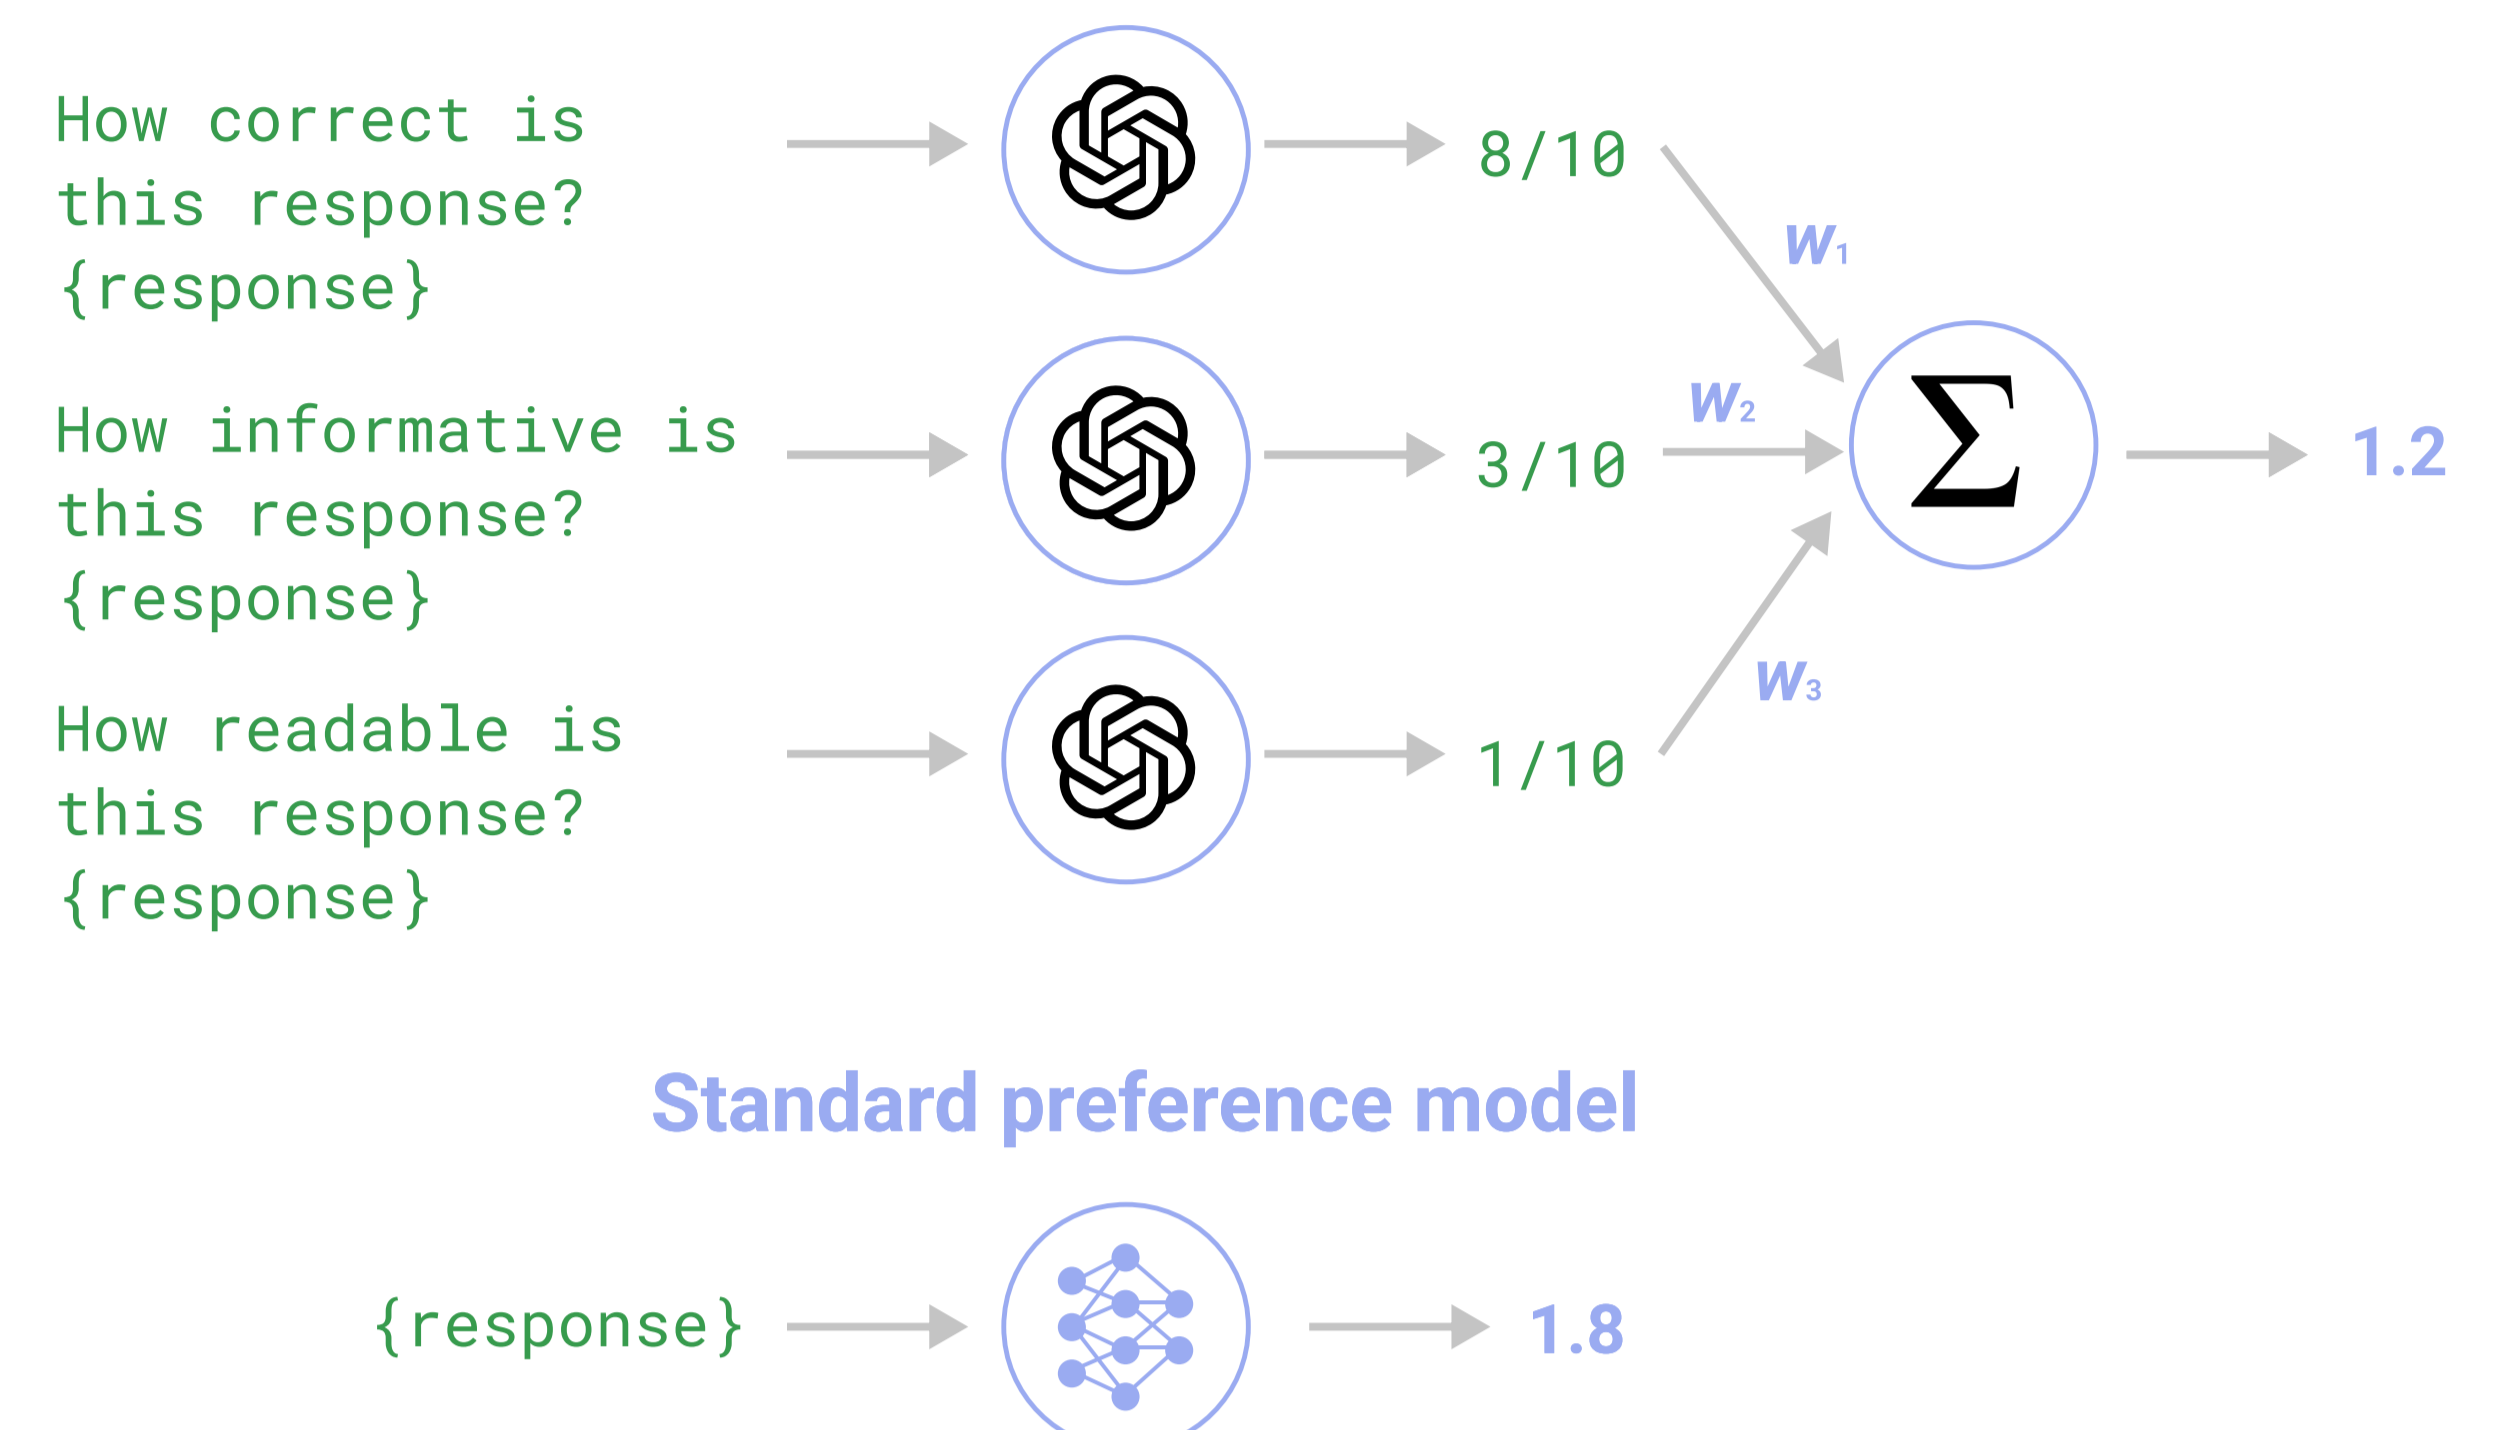 How correct is
this response?
{response}
8/10
w1
How informative is
this response?
{response}
3/10
w2
Σ
1.2
How readable is
this response?
{response}
1/10
w3
Standard preference model
{response}
1.8